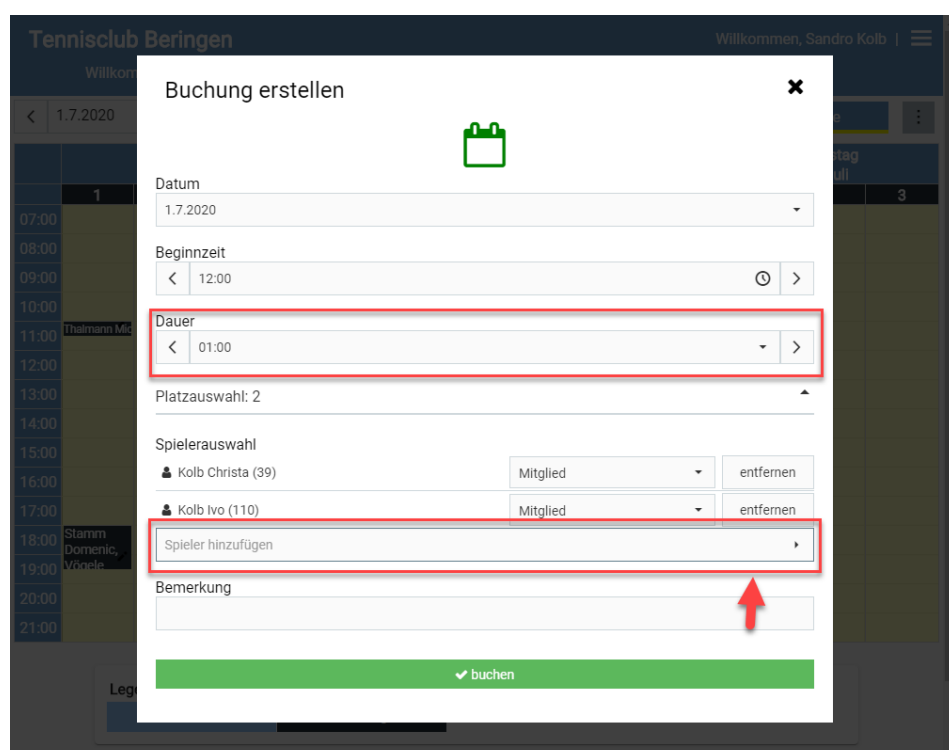 Tennisclub Beringen
Willkommen, Sandro Kolb |
Buchung erstellen
1.7.2020
Datum
1.7.2020
Beginnzeit
12:00
Dauer
01:00
Platzauswahl: 2
Spielerauswahl
Kolb Christa (39) Mitglied entfernen
Kolb Ivo (110) Mitglied entfernen
Spieler hinzufügen
Bemerkung
buchen
1
3
07:00
08:00
09:00
10:00
11:00 Thalmann Mic
12:00
13:00
14:00
15:00
16:00
17:00
18:00 Stamm
Domenic,
19:00 Vögele
20:00
21:00